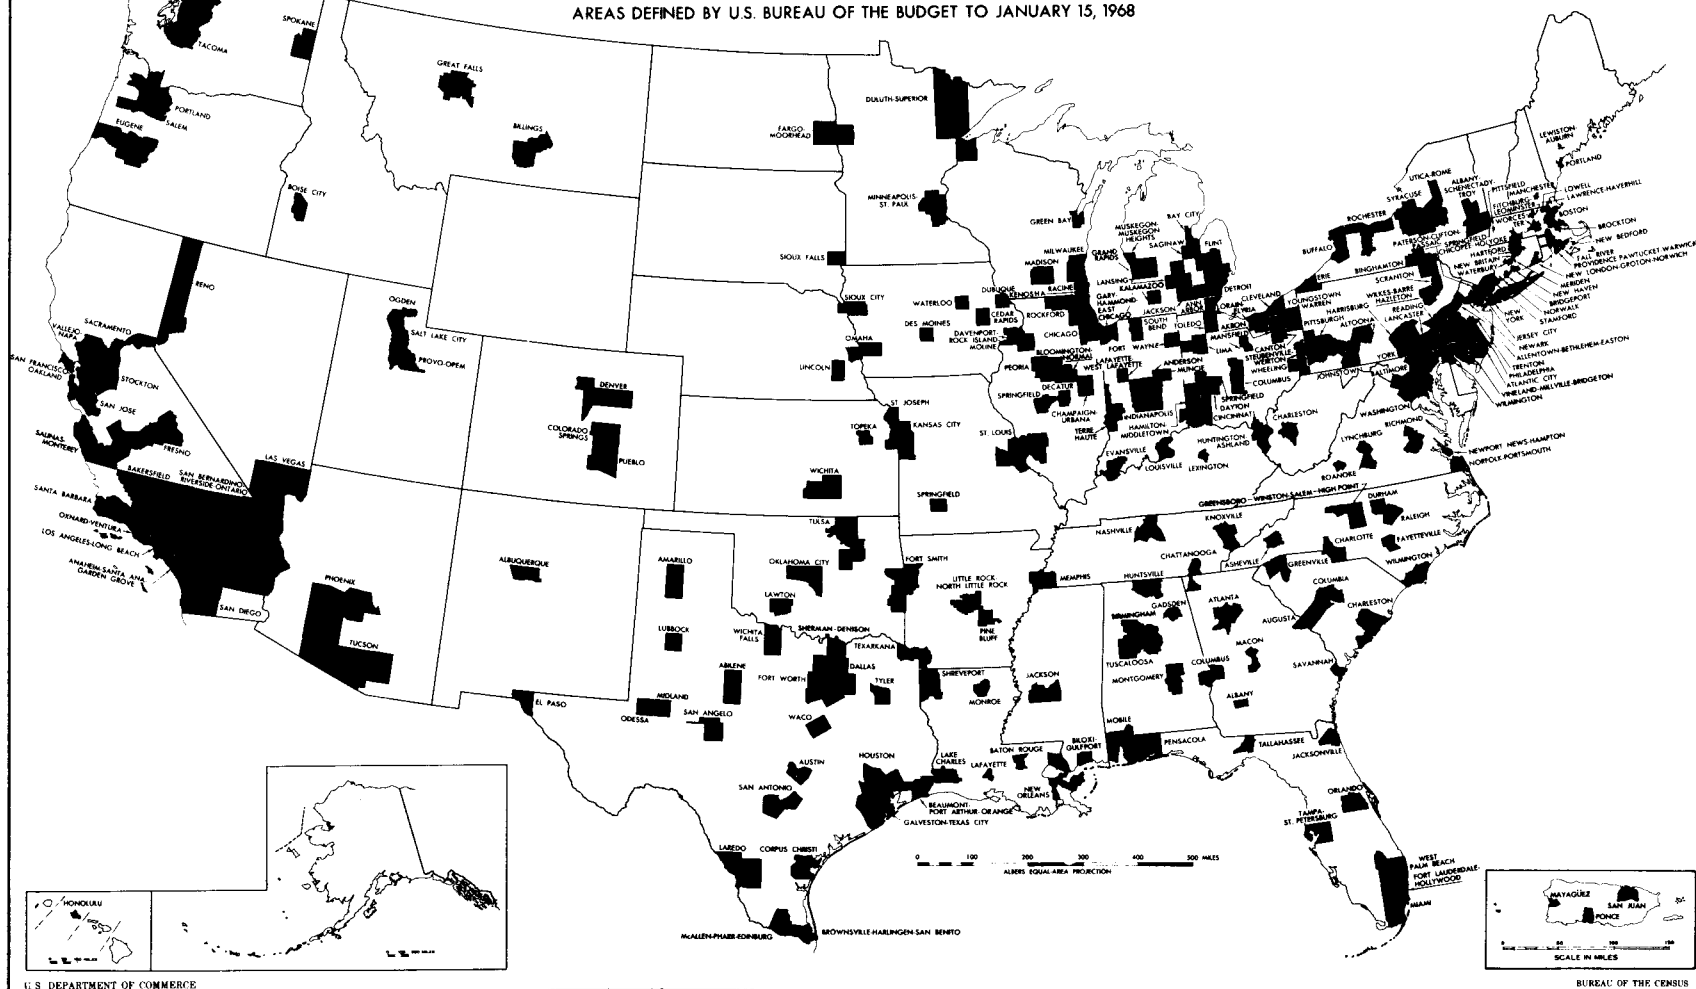 AREAS DEFINED BY U.S. BUREAU OF THE BUDGET TO JANUARY 15, 1968
SPOKANE
TACOMA
PORTLAND
SALEM
EUGENE
GREAT FALLS
BILLINGS
BOISE CITY
FARGO-
MOORHEAD
DULUTH-SUPERIOR
MINNEAPOLIS-
ST. PAUL
SIOUX FALLS
SIOUX CITY
GREEN BAY
MILWAUKEE
MADISON
RACINE
KENOSHA
DUBUQUE
WATERLOO
CEDAR
RAPIDS
DES MOINES
DAVENPORT-
ROCK ISLAND-
MOLINE
ROCKFORD
CHICAGO
GARY-
HAMMOND-
EAST
CHICAGO
MUSKEGON-
MUSKEGON
HEIGHTS
GRAND
RAPIDS
BAY CITY
SAGINAW
FLINT
LANSING
KALAMAZOO
JACKSON
ANN
ARBOR
DETROIT
SOUTH
BEND
TOLEDO
FORT WAYNE
LIMA
LORAIN-
ELYRIA
CLEVELAND
AKRON
MANSFIELD
CANTON
YOUNGSTOWN
WARREN
STEUBENVILLE-
WEIRTON
WHEELING
PITTSBURGH
ERIE
BUFFALO
ROCHESTER
SYRACUSE
UTICA-ROME
ALBANY
SCHENECTADY-
TROY
PITTSFIELD
MANCHESTER
LEWISTON-
AUBURN
PORTLAND
LOWELL
LAWRENCE-HAVERHILL
FITCHBURG
LEOMINSTER
WORCES
TER
BOSTON
BROCKTON
NEW BEDFORD
FALL RIVER
PROVIDENCE-PAWTUCKET-WARWICK
NEW LONDON-GROTON-NORWICH
MERIDEN
NEW HAVEN
BRIDGEPORT
NORWALK
STAMFORD
SPRINGFIELD
CHICOPEE HOLYOKE
HARTFORD
NEW BRITAIN
WATERBURY
PATERSON-CLIFTON-
PASSAIC
BINGHAMTON
SCRANTON
WILKES-BARRE
HAZLETON
HARRISBURG
READING
LANCASTER
ALTOONA
JOHNSTOWN
YORK
BALTIMORE
NEW
YORK
JERSEY CITY
NEWARK
ALLENTOWN-BETHLEHEM-EASTON
TRENTON
PHILADELPHIA
ATLANTIC CITY
VINELAND-MILLVILLE-BRIDGETON
WILMINGTON
WASHINGTON
RICHMOND
LYNCHBURG
ROANOKE
NEWPORT NEWS-HAMPTON
NORFOLK-PORTSMOUTH
RENO
SACRAMENTO
VALLEJO-
NAPA
SAN FRANCISCO
OAKLAND
STOCKTON
SAN JOSE
SALINAS-
MONTEREY
FRESNO
BAKERSFIELD
SAN BERNARDINO-
RIVERSIDE-ONTARIO
LAS VEGAS
SANTA BARBARA
OXNARD-VENTURA
LOS ANGELES-LONG BEACH
ANAHEIM-SANTA ANA-
GARDEN GROVE
SAN DIEGO
PHOENIX
TUCSON
OGDEN
SALT LAKE CITY
PROVO-OREM
DENVER
COLORADO
SPRINGS
PUEBLO
OMAHA
LINCOLN
ST JOSEPH
KANSAS CITY
TOPEKA
WICHITA
SPRINGFIELD
ST. LOUIS
PEORIA
BLOOMINGTON-
NORMAL
DECATUR
SPRINGFIELD
CHAMPAIGN-
URBANA
LAFAYETTE-
WEST LAFAYETTE
ANDERSON
MUNCIE
INDIANAPOLIS
TERRE
HAUTE
EVANSVILLE
LOUISVILLE
LEXINGTON
HAMILTON-
MIDDLETOWN
CINCINNATI
DAYTON
SPRINGFIELD
COLUMBUS
HUNTINGTON-
ASHLAND
CHARLESTON
GREENSBORO-WINSTON-SALEM-HIGH POINT
DURHAM
RALEIGH
FAYETTEVILLE
WILMINGTON
CHARLOTTE
ASHEVILLE
GREENVILLE
COLUMBIA
CHARLESTON
AUGUSTA
SAVANNAH
KNOXVILLE
NASHVILLE
CHATTANOOGA
HUNTSVILLE
MEMPHIS
BIRMINGHAM
GADSDEN
ATLANTA
MACON
TUSCALOOSA
MONTGOMERY
COLUMBUS
ALBANY
MOBILE
PENSACOLA
TALLAHASSEE
JACKSONVILLE
ORLANDO
TAMPA-
ST. PETERSBURG
WEST
PALM BEACH
FORT LAUDERDALE-
HOLLYWOOD
MIAMI
ALBUQUERQUE
AMARILLO
LUBBOCK
TULSA
OKLAHOMA CITY
LAWTON
WICHITA
FALLS
SHERMAN-DENISON
FORT SMITH
LITTLE ROCK
NORTH LITTLE ROCK
PINE
BLUFF
TEXARKANA
DALLAS
FORT WORTH
TYLER
ABILENE
MIDLAND
ODESSA
SAN ANGELO
EL PASO
WACO
AUSTIN
SAN ANTONIO
HOUSTON
BEAUMONT-
PORT ARTHUR-ORANGE
GALVESTON-TEXAS CITY
LAREDO
CORPUS CHRISTI
McALLEN-PHARR-EDINBURG
BROWNSVILLE-HARLINGEN-SAN BENITO
SHREVEPORT
MONROE
JACKSON
LAKE
CHARLES
LAFAYETTE
BATON ROUGE
NEW
ORLEANS
BILOXI-
GULFPORT
0 100 200 300 400 500 MILES
ALBERS EQUAL-AREA PROJECTION
HONOLULU
MAYAGÜEZ
SAN JUAN
PONCE
0 50 100 150
SCALE IN MILES
U.S. DEPARTMENT OF COMMERCE
BUREAU OF THE CENSUS